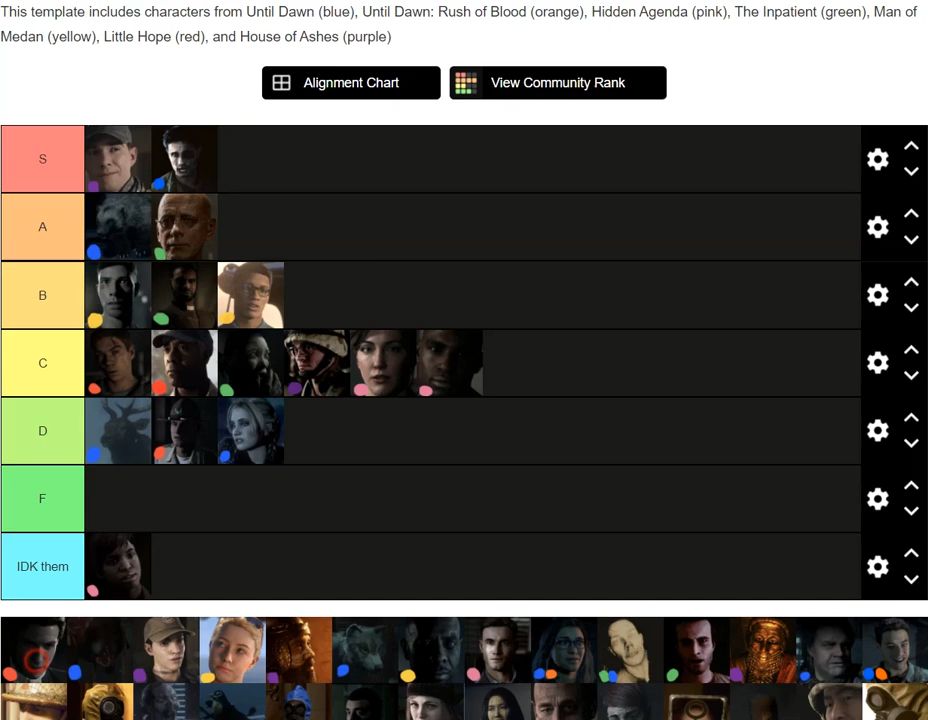 This template includes characters from Until Dawn (blue), Until Dawn: Rush of Blood (orange), Hidden Agenda (pink), The Inpatient (green), Man of
Medan (yellow), Little Hope (red), and House of Ashes (purple)
Alignment Chart
View Community Rank
S
A
B
C
D
F
IDK them